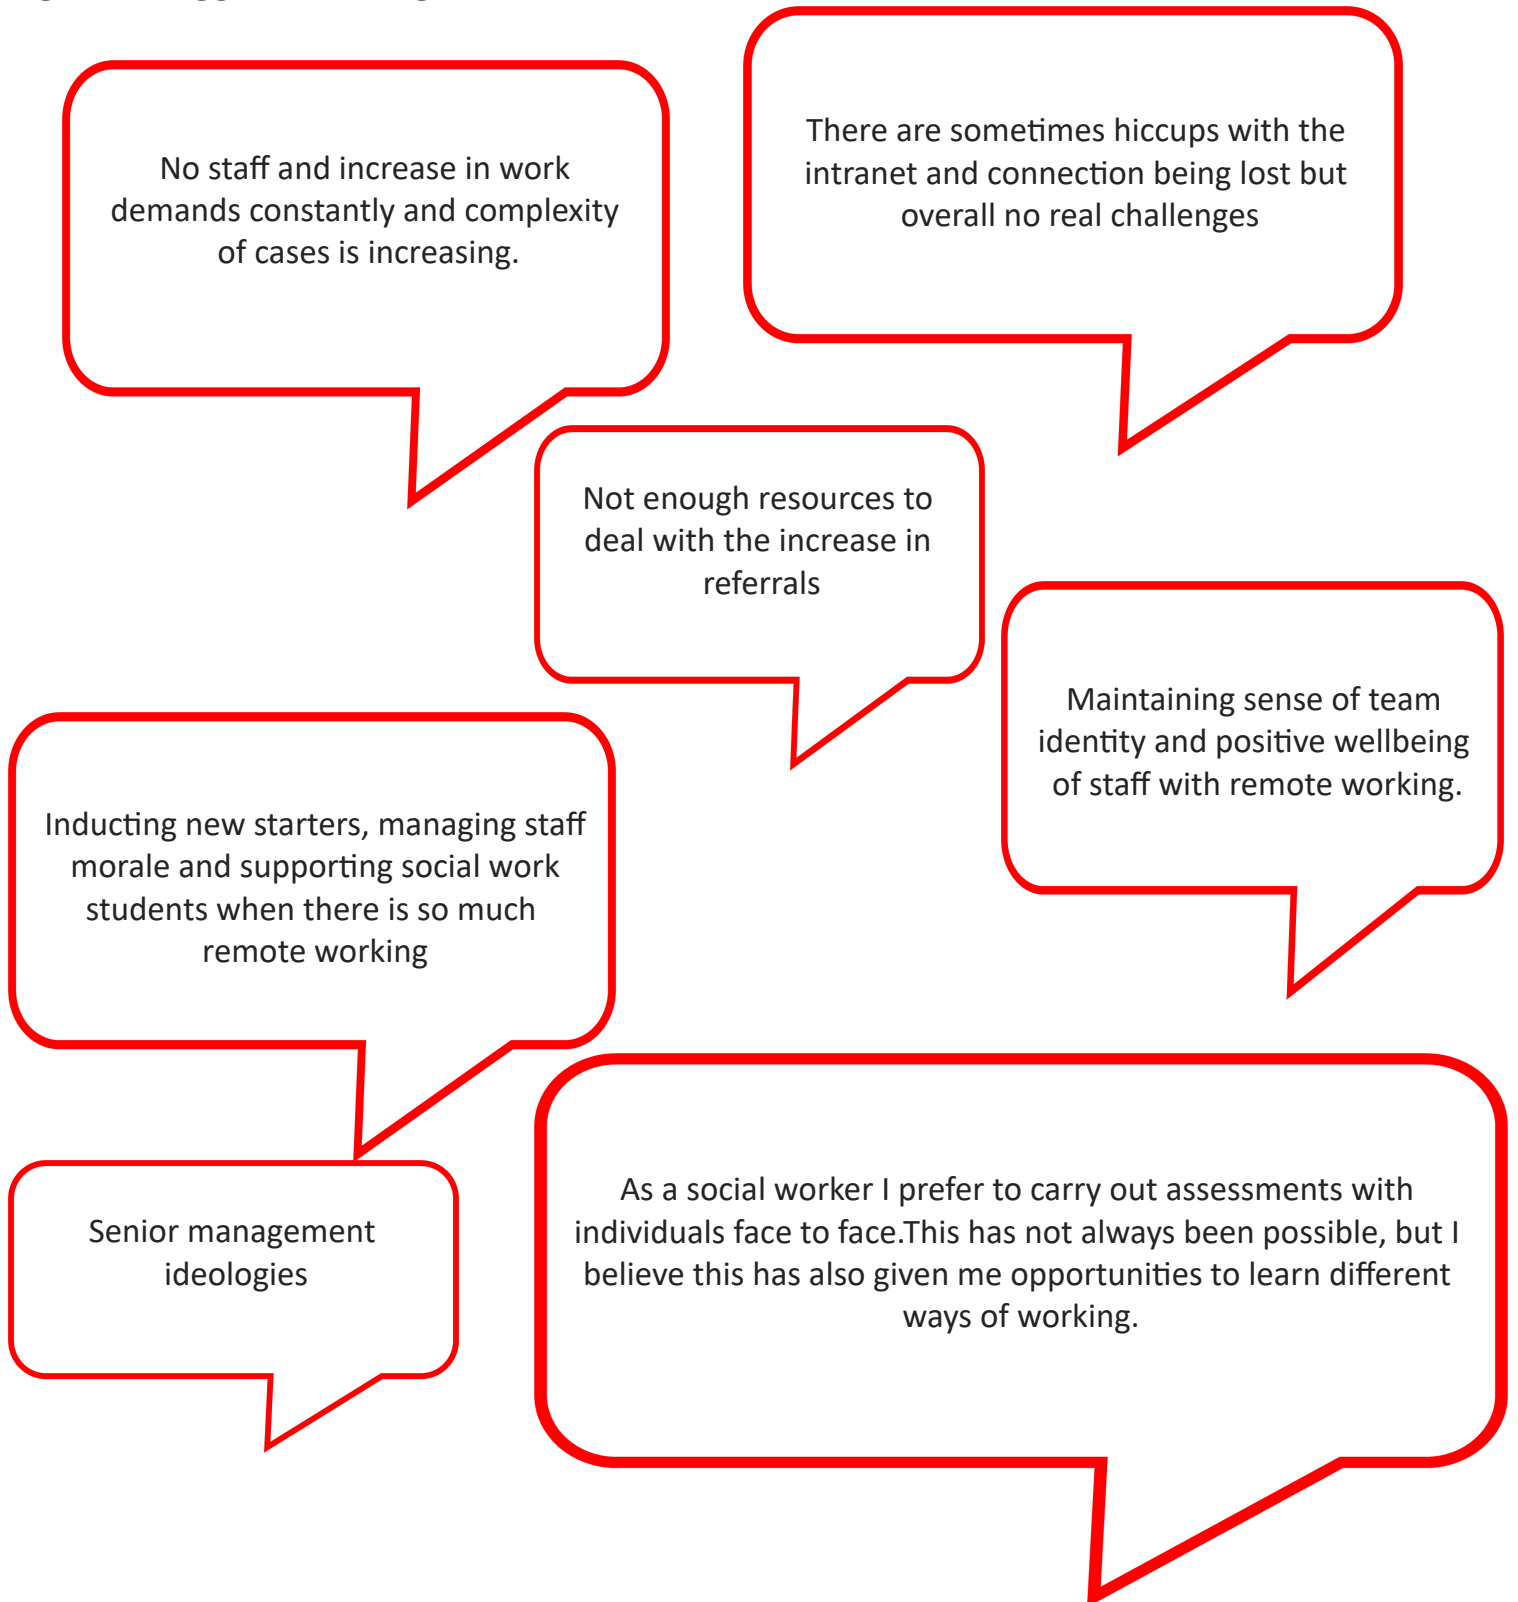 No staff and increase in work
demands constantly and complexity
of cases is increasing.
There are sometimes hiccups with the
intranet and connection being lost but
overall no real challenges
Not enough resources to
deal with the increase in
referrals
Maintaining sense of team
identity and positive wellbeing
of staff with remote working.
Inducting new starters, managing staff
morale and supporting social work
students when there is so much
remote working
Senior management
ideologies
As a social worker I prefer to carry out assessments with
individuals face to face.This has not always been possible, but I
believe this has also given me opportunities to learn different
ways of working.